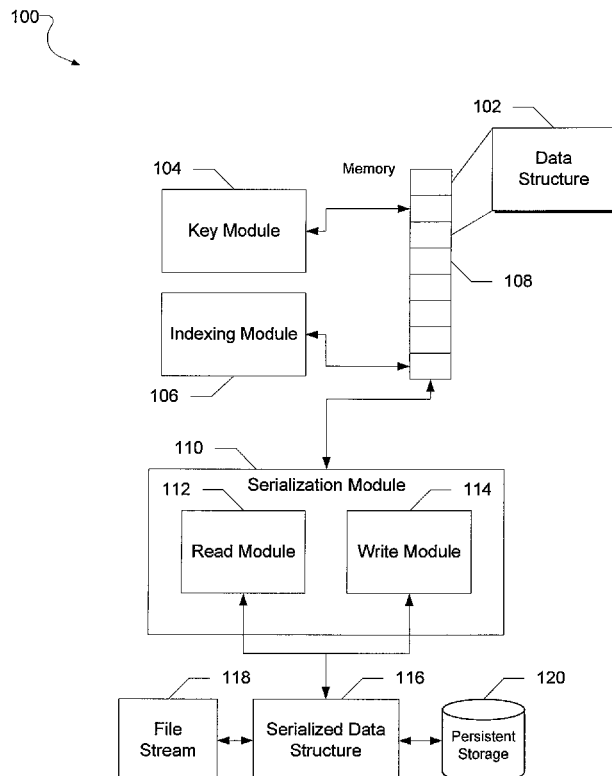 100
102
Data
Structure
104
Memory
Key Module
108
Indexing Module
106
110
Serialization Module
112
114
Read Module
Write Module
118
116
120
File
Stream
Serialized Data
Structure
Persistent
Storage